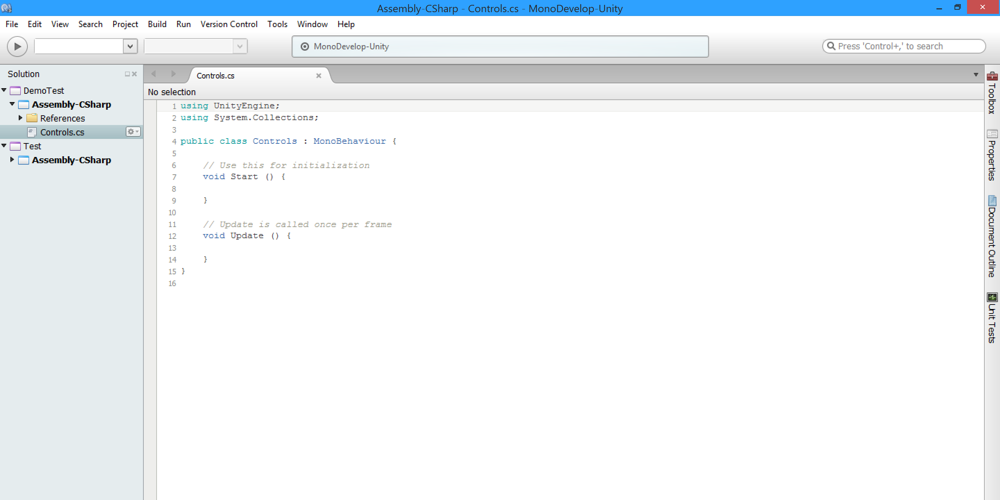 Assembly-CSharp - Controls.cs - MonoDevelop-Unity
File Edit View Search Project Build Run Version Control Tools Window Help
MonoDevelop-Unity
Press 'Control+,' to search
Solution
DemoTest
Assembly-CSharp
References
Controls.cs
Test
Assembly-CSharp
Controls.cs
No selection
1 using UnityEngine;
2 using System.Collections;
3
4 public class Controls : MonoBehaviour {
5
6 // Use this for initialization
7 void Start () {
8
9 }
10
11 // Update is called once per frame
12 void Update () {
13
14 }
15 }
16
Toolbox
Properties
Document Outline
Unit Tests